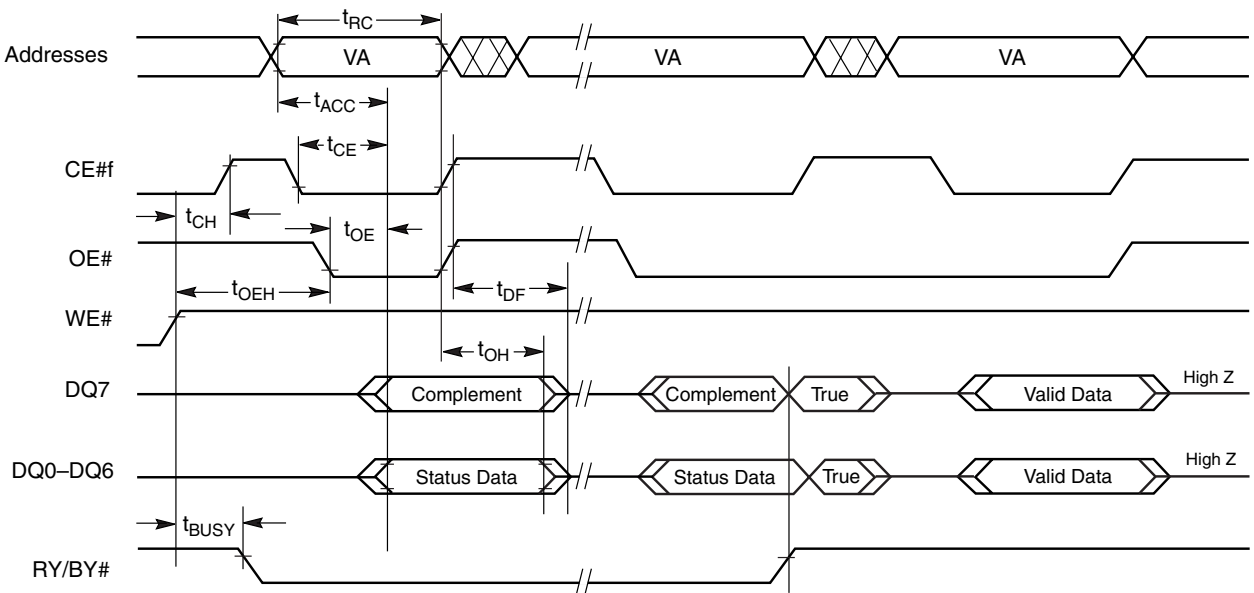 tRC
Addresses VA VA VA
tACC
tCE
CE#f
tCH
tOE
OE#
tOEH
tDF
WE#
tOH
DQ7 Complement Complement True Valid Data High Z
DQ0–DQ6 Status Data Status Data True Valid Data High Z
tBUSY
RY/BY#